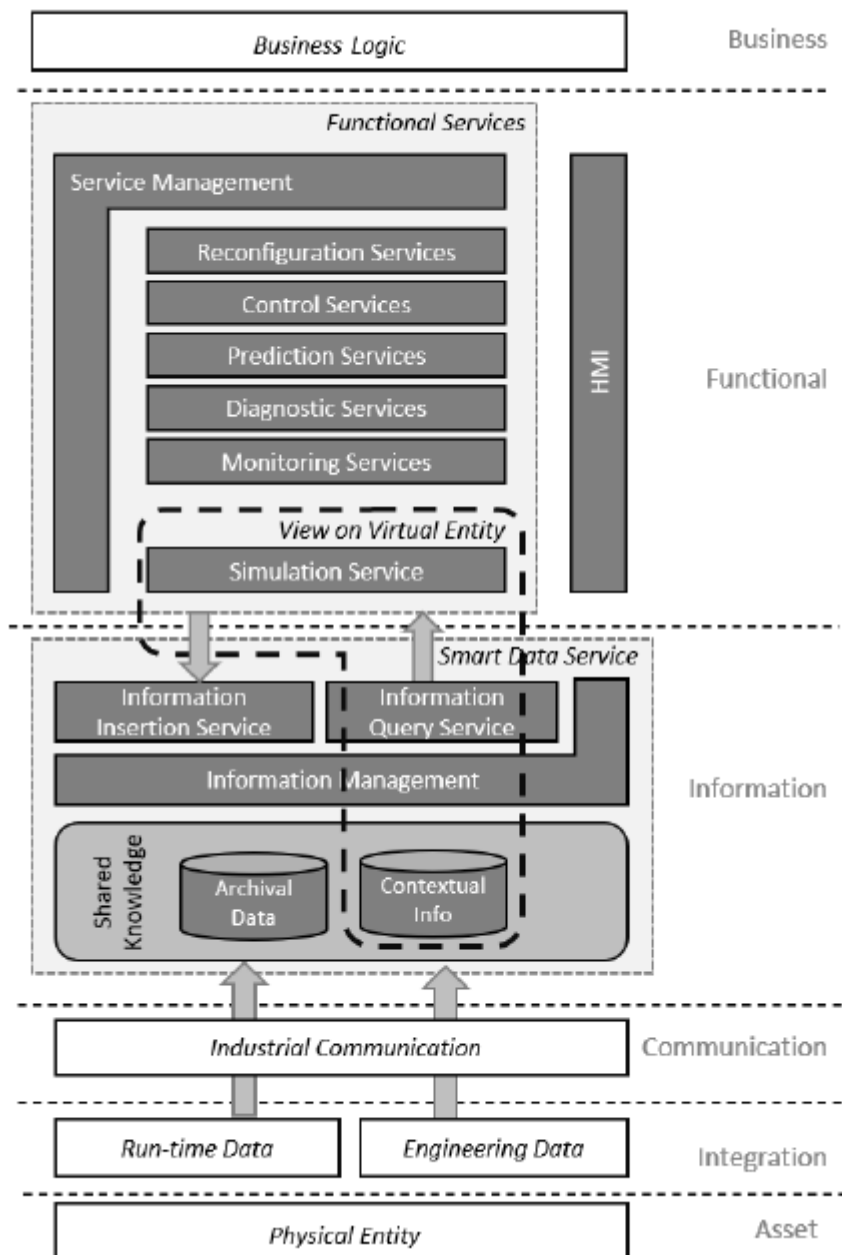 Business Logic
Business
Functional Services
Service Management
Reconfiguration Services
Control Services
Prediction Services
Diagnostic Services
Monitoring Services
HMI
Functional
View on Virtual Entity
Simulation Service
Smart Data Service
Information
Insertion Service
Information
Query Service
Information Management
Information
Shared
Knowledge
Archival
Data
Contextual
Info
Industrial Communication
Communication
Run-time Data
Engineering Data
Integration
Physical Entity
Asset